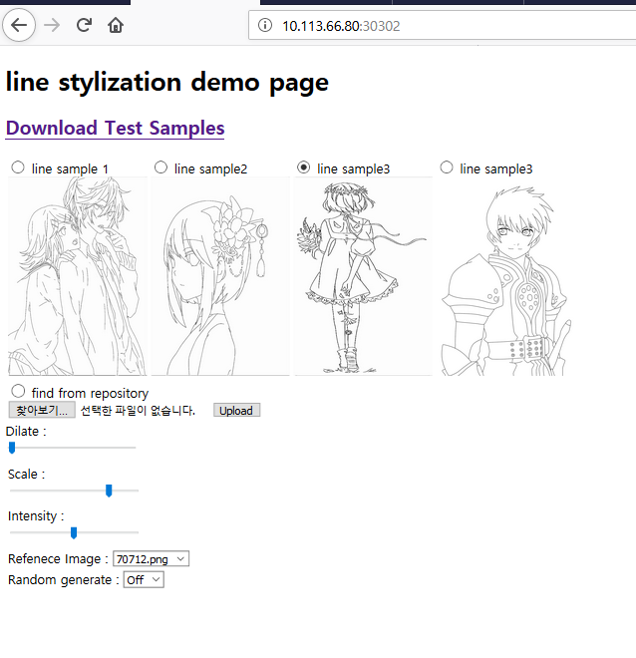 10.113.66.80:30302
line stylization demo page
Download Test Samples
line sample 1 line sample2 line sample3 line sample3
find from repository
찾아보기... 선택한 파일이 없습니다. Upload
Dilate :
Scale :
Intensity :
Refenece Image : 70712.png
Random generate : Off